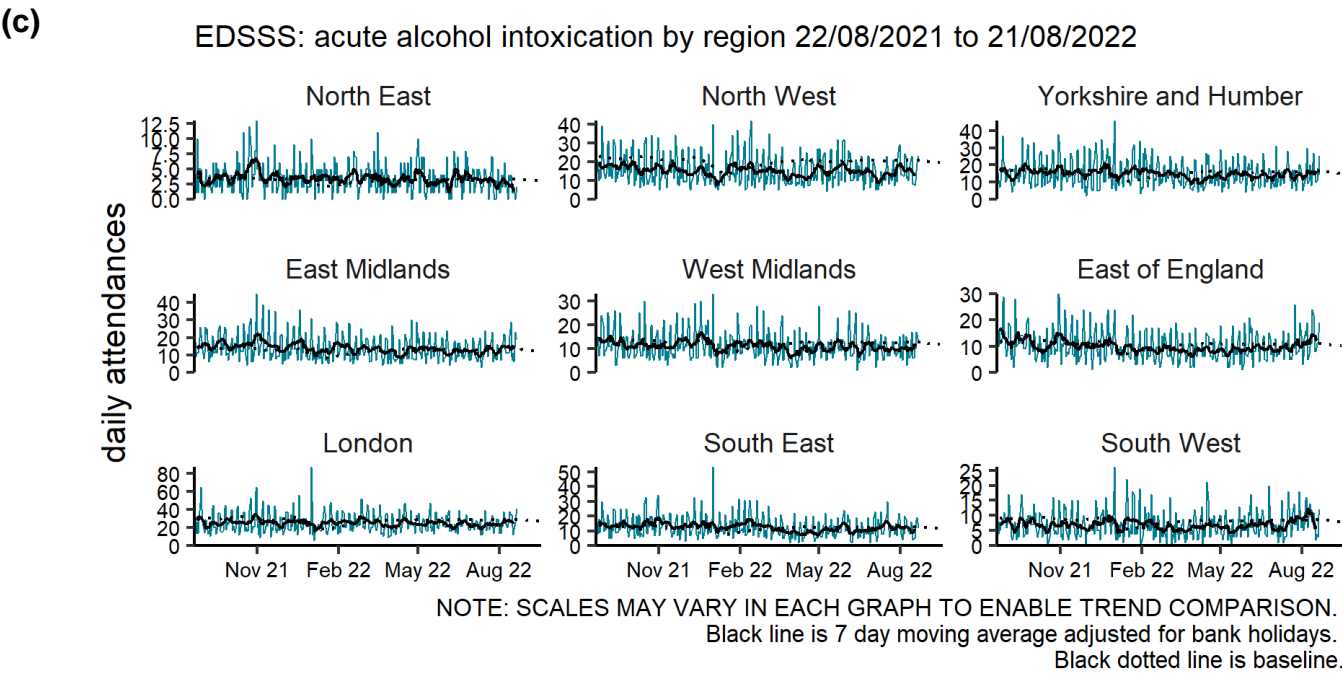 (c)
EDSSS: acute alcohol intoxication by region 22/08/2021 to 21/08/2022
daily attendances
North East
12.5
10.0
7.5
5.0
2.5
0.0
North West
40
30
20
10
0
Yorkshire and Humber
40
30
20
10
0
East Midlands
40
30
20
10
0
West Midlands
30
20
10
0
East of England
30
20
10
0
London
80
60
40
20
0
Nov 21 Feb 22 May 22 Aug 22
South East
50
40
30
20
10
0
Nov 21 Feb 22 May 22 Aug 22
South West
25
20
15
10
5
0
Nov 21 Feb 22 May 22 Aug 22
NOTE: SCALES MAY VARY IN EACH GRAPH TO ENABLE TREND COMPARISON.
Black line is 7 day moving average adjusted for bank holidays.
Black dotted line is baseline.